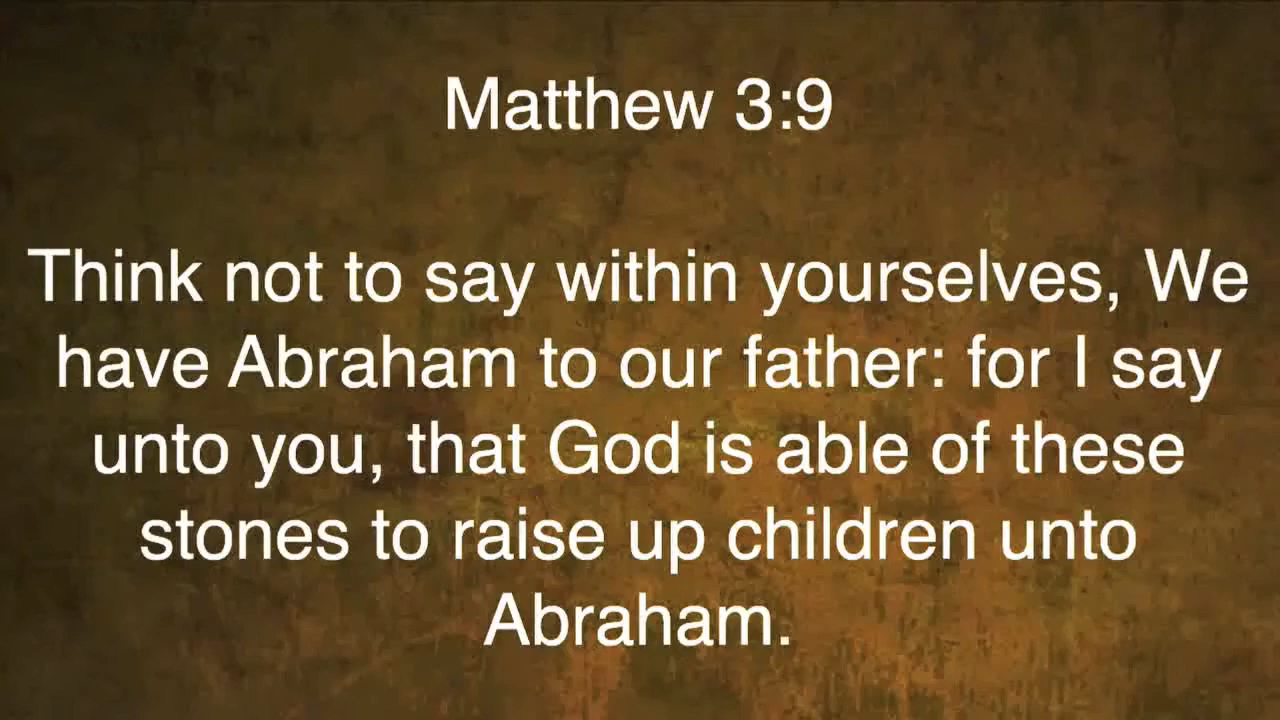 Matthew 3:9
Think not to say within yourselves, We
have Abraham to our father: for I say
unto you, that God is able of these
stones to raise up children unto
Abraham.